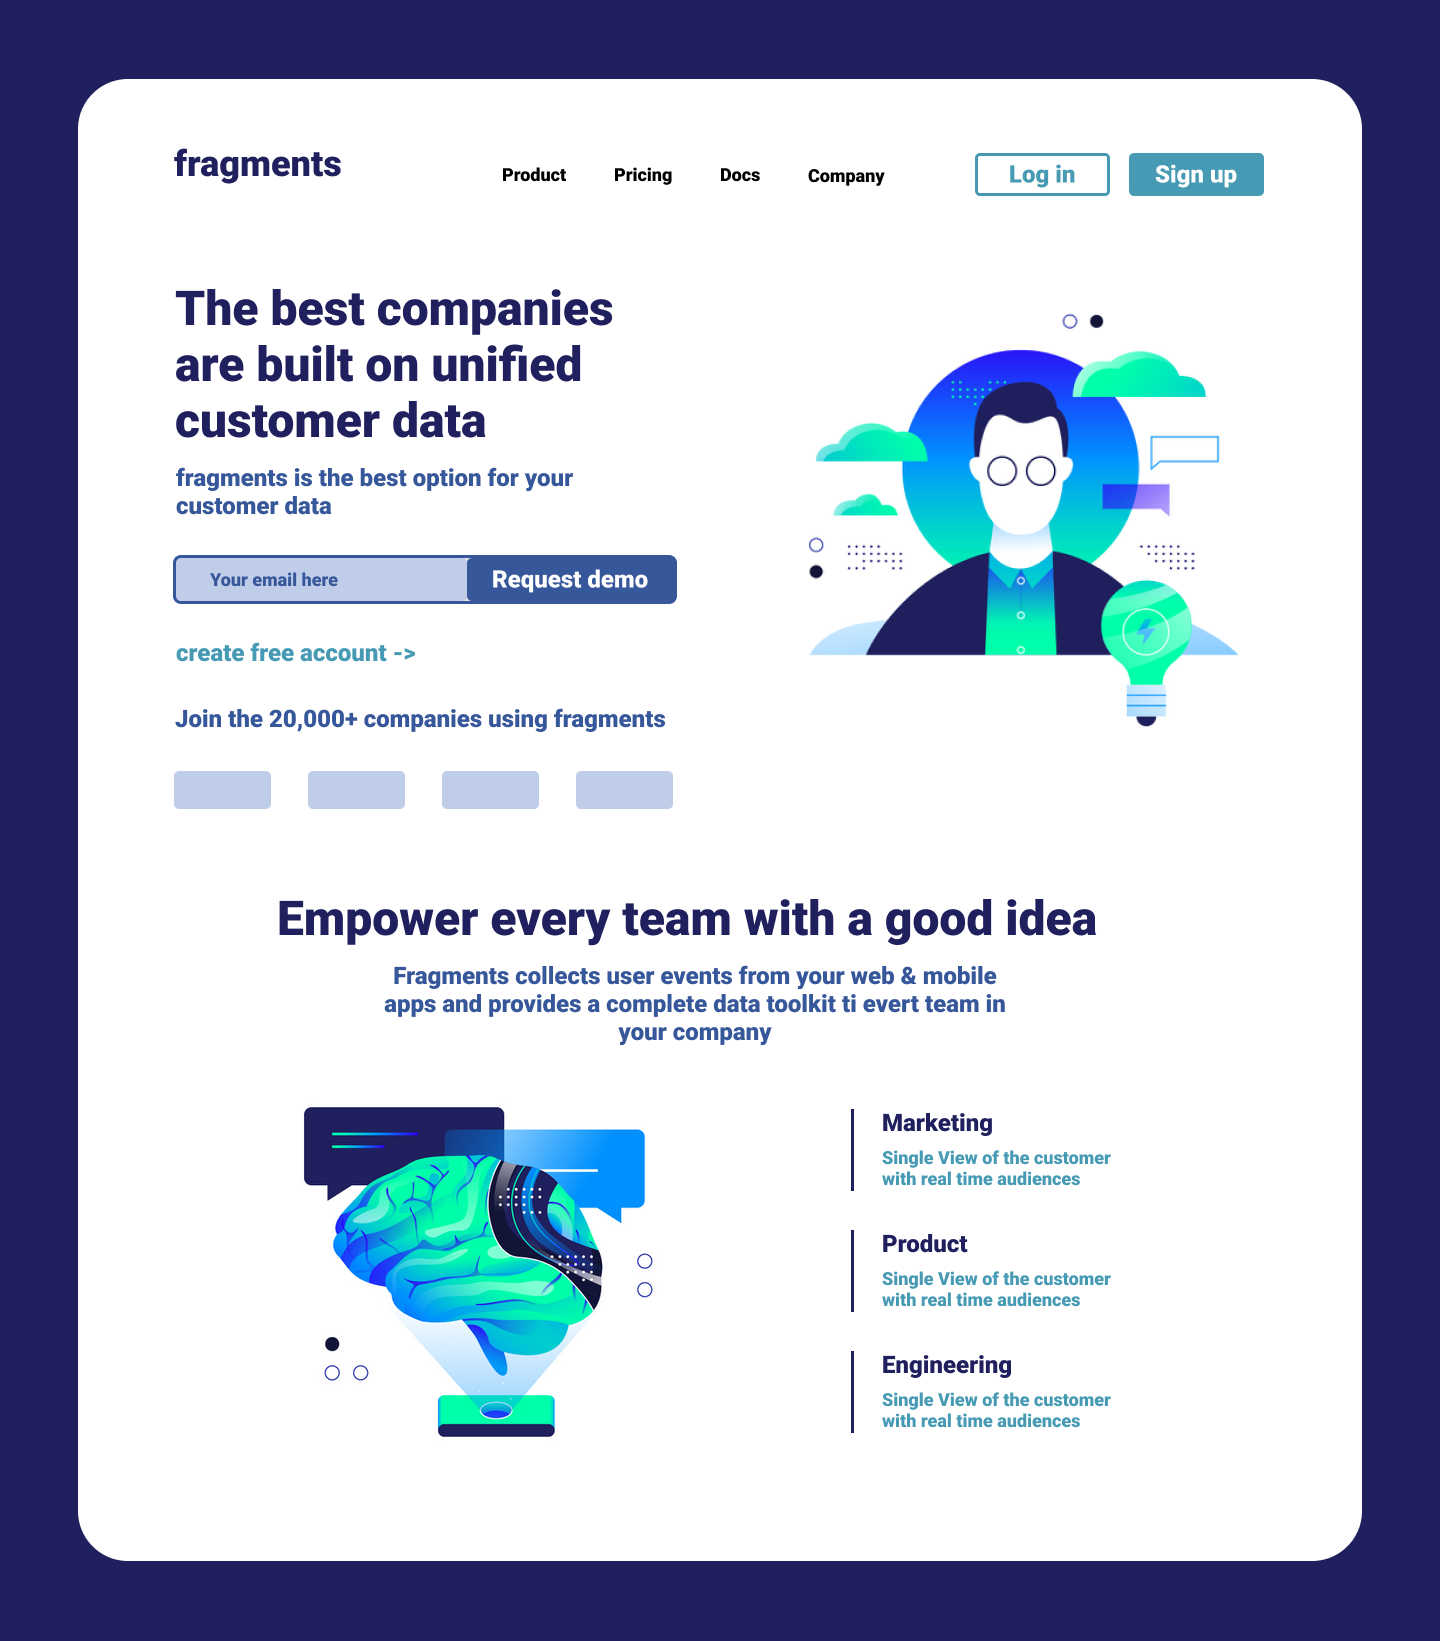 fragments
Product
Pricing
Docs
Company
Log in
Sign up
The best companies
are built on unified
customer data
fragments is the best option for your
customer data
Your email here
Request demo
create free account ->
Join the 20,000+ companies using fragments
Empower every team with a good idea
Fragments collects user events from your web & mobile
apps and provides a complete data toolkit ti evert team in
your company
Marketing
Single View of the customer
with real time audiences
Product
Single View of the customer
with real time audiences
Engineering
Single View of the customer
with real time audiences